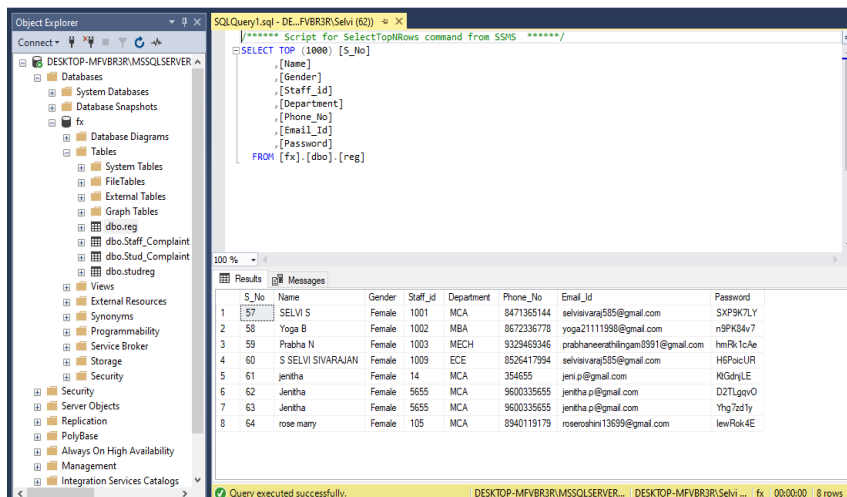 Object Explorer
Connect
DESKTOP-MFVBR3R\MSSQLSERVER
Databases
System Databases
Database Snapshots
fx
Database Diagrams
Tables
System Tables
FileTables
External Tables
Graph Tables
dbo.reg
dbo.Staff_Complaint
dbo.Stud_Complaint
dbo.studreg
Views
External Resources
Synonyms
Programmability
Service Broker
Storage
Security
Security
Server Objects
Replication
PolyBase
Always On High Availability
Management
Integration Services Catalogs
SQLQuery1.sql - DE...FVBR3R\Selvi (62))
/****** Script for SelectTopNRows command from SSMS ******/
SELECT TOP (1000) [S_No]
,[Name]
,[Gender]
,[Staff_id]
,[Department]
,[Phone_No]
,[Email_Id]
,[Password]
FROM [fx].[dbo].[reg]
100 %
Results Messages
S_No Name Gender Staff_id Department Phone_No Email_Id Password
1 57 SELVI S Female 1001 MCA 8471365144 selvisivaraj585@gmail.com SXP9K7LY
2 58 Yoga B Female 1002 MBA 8672336778 yoga21111998@gmail.com n9PK84v7
3 59 Prabha N Female 1003 MECH 9329469346 prabhaneerathilingam8991@gmail.com hmRk1cAe
4 60 S SELVI SIVARAJAN Female 1009 ECE 8526417994 selvisivaraj585@gmail.com H6PoicUR
5 61 jenitha Female 14 MCA 354655 jeni.p@gmail.com KtGdnjLE
6 62 Jenitha Female 5655 MCA 9600335655 jenitha.p@gmail.com D2TLgqvO
7 63 Jenitha Female 5655 MCA 9600335655 jenitha.p@gmail.com Yhg7zd1y
8 64 rose marry Female 105 MCA 8940119179 roseroshini13699@gmail.com IewRok4E
Query executed successfully. DESKTOP-MFVBR3R\MSSQLSERVER... DESKTOP-MFVBR3R\Selvi ... fx 00:00:00 8 rows